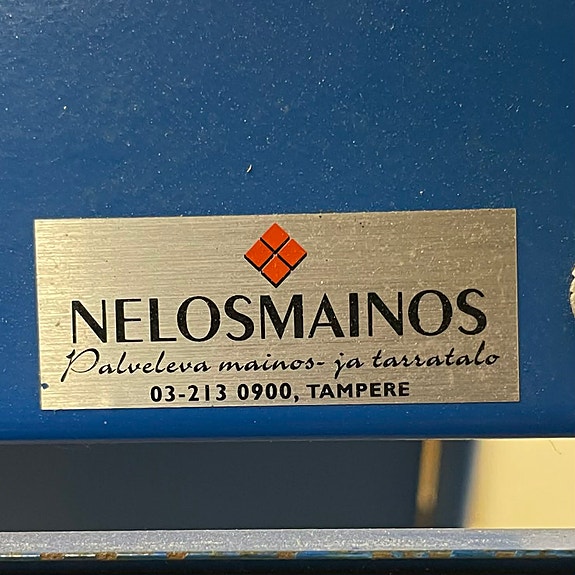 NELOSMAINOS
Palveleva mainos- ja tarratalo
03-213 0900, TAMPERE